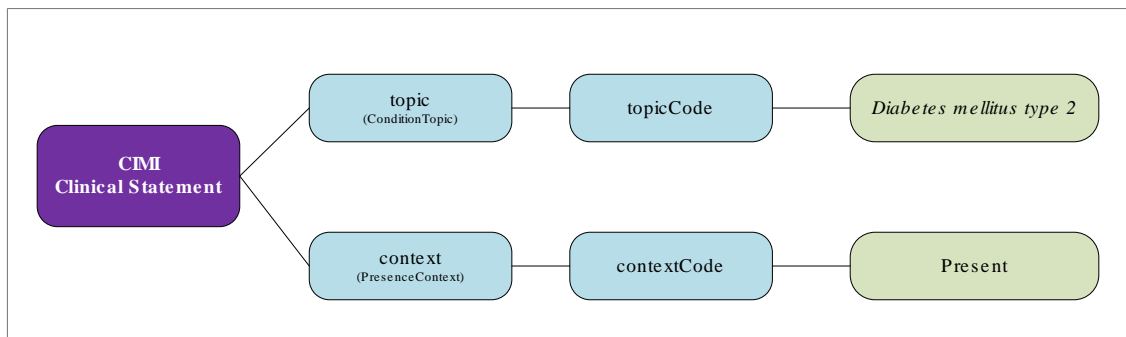 CIMI
Clinical Statement
topic
(ConditionTopic)
topicCode
Diabetes mellitus type 2
context
(PresenceContext)
contextCode
Present